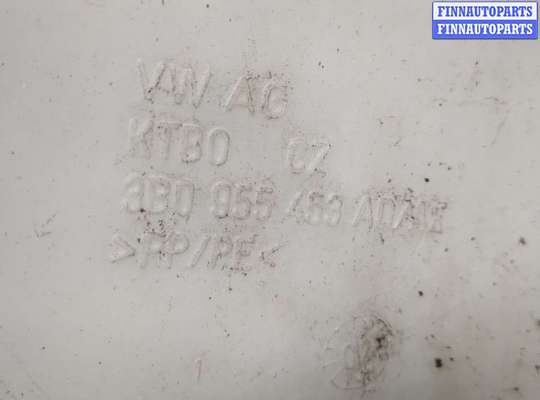 FINNAUTOPARTS
FINNAUTOPARTS
VW AG
KTBO CZ
3B0 955 453
>PP/PE<